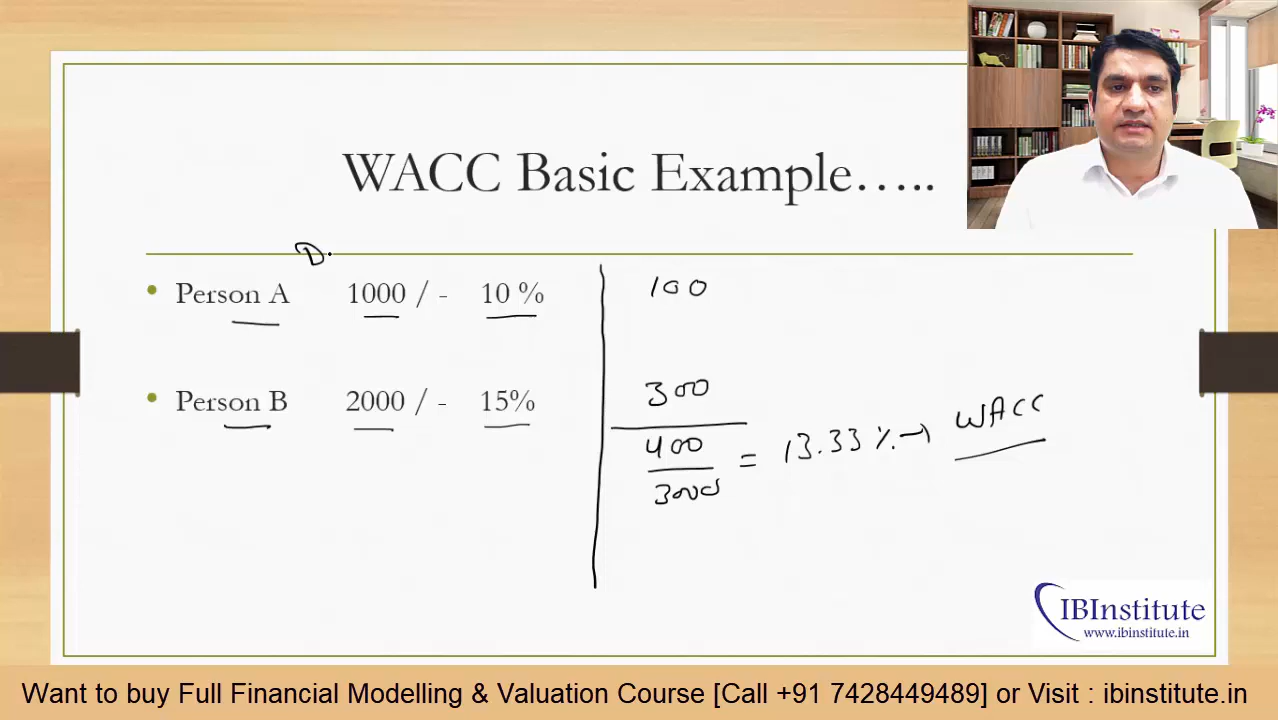 WACC Basic Example…..
D.
• Person A 1000 / - 10 % 100
• Person B 2000 / - 15% 300
400
3000
= 13.33 % → WACC
IBInstitute
www.ibinstitute.in
Want to buy Full Financial Modelling & Valuation Course [Call +91 7428449489] or Visit : ibinstitute.in